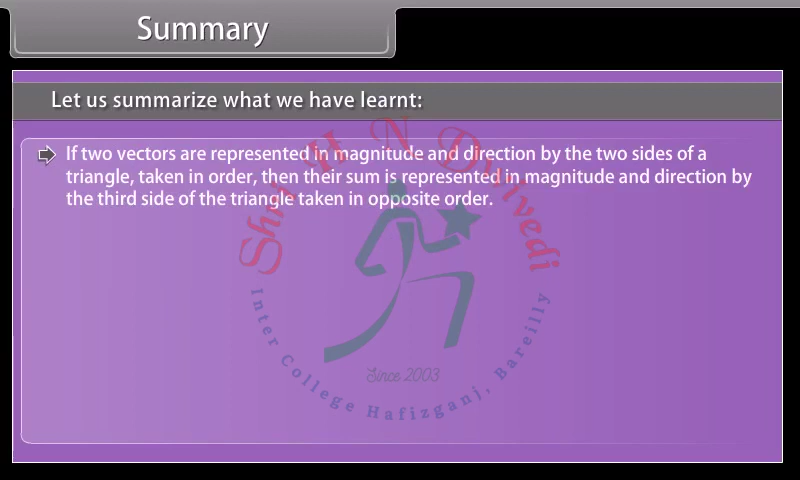 Summary
Let us summarize what we have learnt:
If two vectors are represented in magnitude and direction by the two sides of a
triangle, taken in order, then their sum is represented in magnitude and direction by
the third side of the triangle taken in opposite order.
Shri H N Dwivedi
Inter College Hafizganj, Bareilly
Since 2003